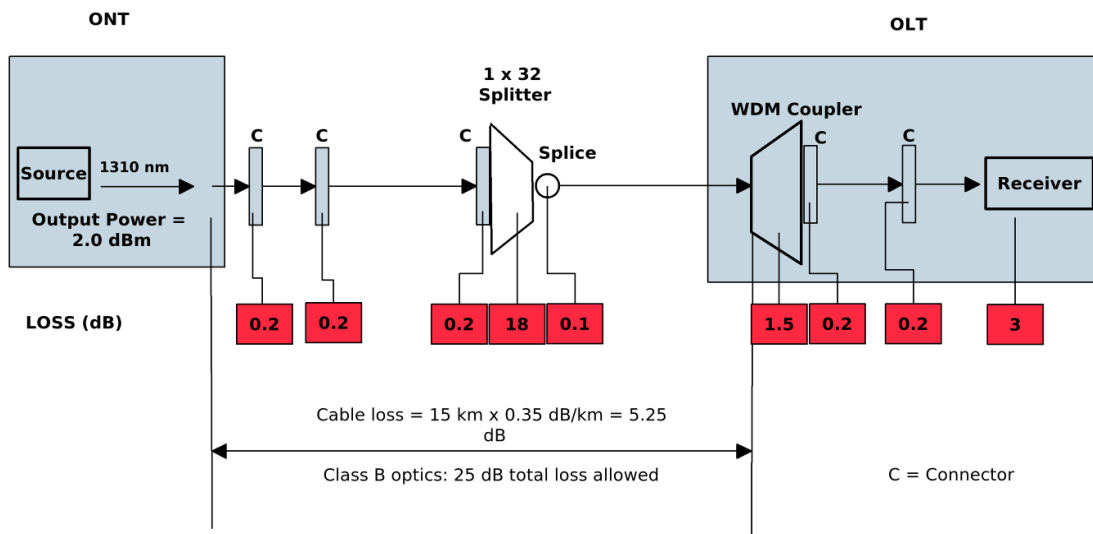 ONT
OLT
1 x 32
Splitter
WDM Coupler
C
C
C
C
C
Splice
Source
1310 nm
Receiver
Output Power =
2.0 dBm
LOSS (dB)
0.2
0.2
0.2
18
0.1
1.5
0.2
0.2
3
Cable loss = 15 km x 0.35 dB/km = 5.25
dB
Class B optics: 25 dB total loss allowed
C = Connector